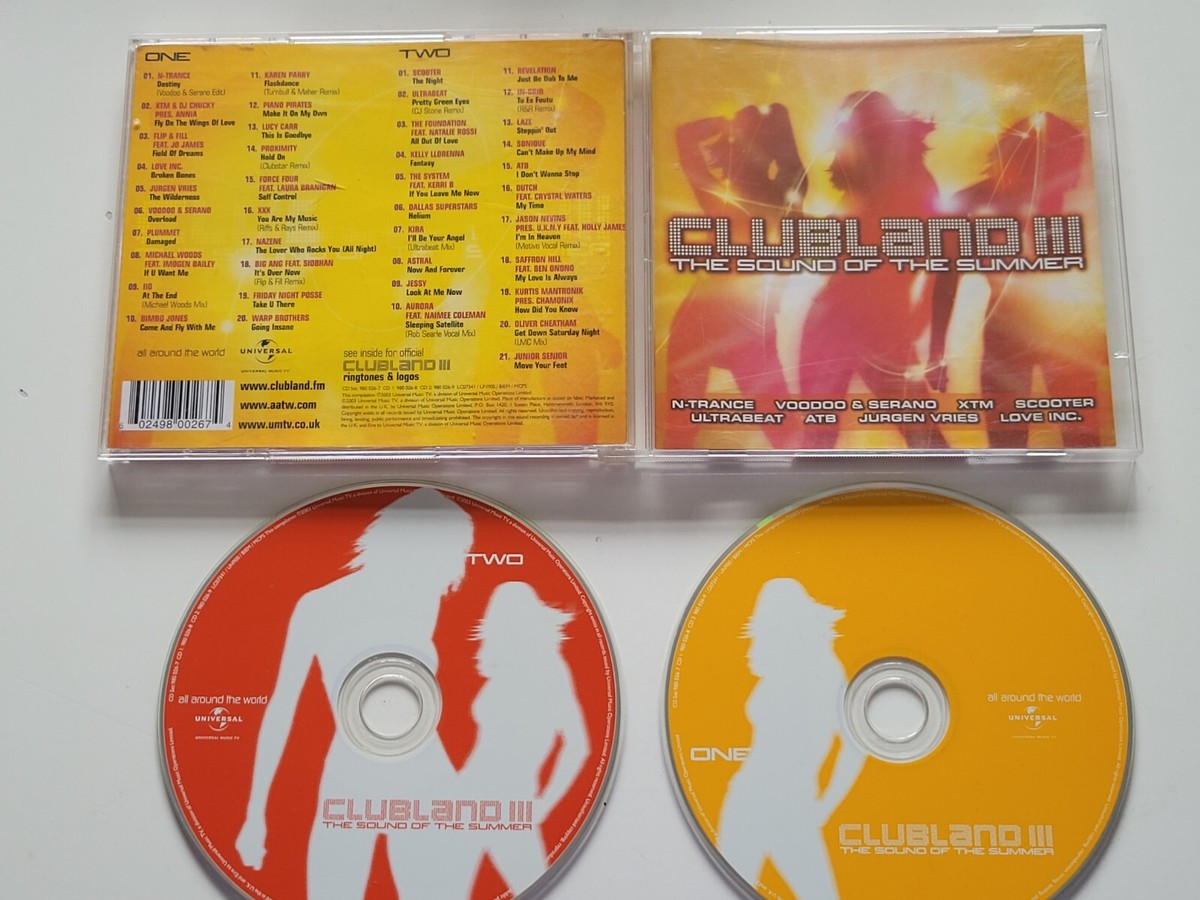 ONE
01. N-TRANCE
Destiny
(Voodoo & Serano Edit)
02. XTM & DJ CHUCKY
PRES. ANNIA
Fly On The Wings Of Love
03. FLIP & FILL
FEAT. JO JAMES
Field Of Dreams
04. LOVE INC.
Broken Bones
05. JURGEN VRIES
The Wilderness
06. VOODOO & SERANO
Overload
07. PLUMMET
Damaged
08. MICHAEL WOODS
FEAT. IMOGEN BAILEY
If U Want Me
09. IIO
At The End
(Michael Woods Mix)
10. BIMBO JONES
Come And Fly With Me
11. KAREN PARRY
Flashdance
(Turnbull & Maher Remix)
12. PIANO PIRATES
Make It On My Own
13. LUCY CARR
This Is Goodbye
14. PROXIMITY
Hold On
(Clubstar Remix)
15. FORCE FOUR
FEAT. LAURA BRANIGAN
Self Control
16. XXX
You Are My Music
(Riffs & Rays Remix)
17. NAZENE
The Lover Who Rocks You (All Night)
18. BIG ANG FEAT. SIOBHAN
It's Over Now
(Flip & Fill Remix)
19. FRIDAY NIGHT POSSE
Take U There
20. WARP BROTHERS
Going Insane
TWO
01. SCOOTER
The Night
02. ULTRABEAT
Pretty Green Eyes
(CJ Stone Remix)
03. THE FOUNDATION
FEAT. NATALIE ROSSI
All Out Of Love
04. KELLY LLORENNA
Fantasy
05. THE SYSTEM
FEAT. KERRI B
If You Leave Me Now
06. DALLAS SUPERSTARS
Helium
07. KIRA
I'll Be Your Angel
(Ultrabeat Mix)
08. ASTRAL
Now And Forever
09. JESSY
Look At Me Now
10. AURORA
FEAT. NAIMEE COLEMAN
Sleeping Satellite
(Rob Searle Vocal Mix)
11. REVELATION
Just Be Dub To Me
12. IN-GRID
Tu Es Foutu
(R&R Remix)
13. LAZE
Steppin' Out
14. SONIQUE
Can't Make Up My Mind
15. ATB
I Don't Wanna Stop
16. DUTCH
FEAT. CRYSTAL WATERS
My Time
17. JASON NEVINS
PRES. U.K.N.Y FEAT. HOLLY JAMES
I'm In Heaven
(Motivo Vocal Remix)
18. SAFFRON HILL
FEAT. BEN ONONO
My Love Is Always
19. KURTIS MANTRONIK
PRES. CHAMONIX
How Did You Know
20. OLIVER CHEATHAM
Get Down Saturday Night
(UMC Mix)
21. JUNIOR SENIOR
Move Your Feet
all around the world
UNIVERSAL
UNIVERSAL MUSIC TV
see inside for official
CLUBLAND III
ringtones & logos
www.clubland.fm
www.aatw.com
www.umtv.co.uk
6 02498 00267 4
CLUBLAND III
THE SOUND OF THE SUMMER
N-TRANCE VOODOO & SERANO XTM SCOOTER
ULTRABEAT ATB JURGEN VRIES LOVE INC.
TWO
all around the world
UNIVERSAL
UNIVERSAL MUSIC TV
CLUBLAND III
THE SOUND OF THE SUMMER
ONE
all around the world
UNIVERSAL
UNIVERSAL MUSIC TV
CLUBLAND III
THE SOUND OF THE SUMMER